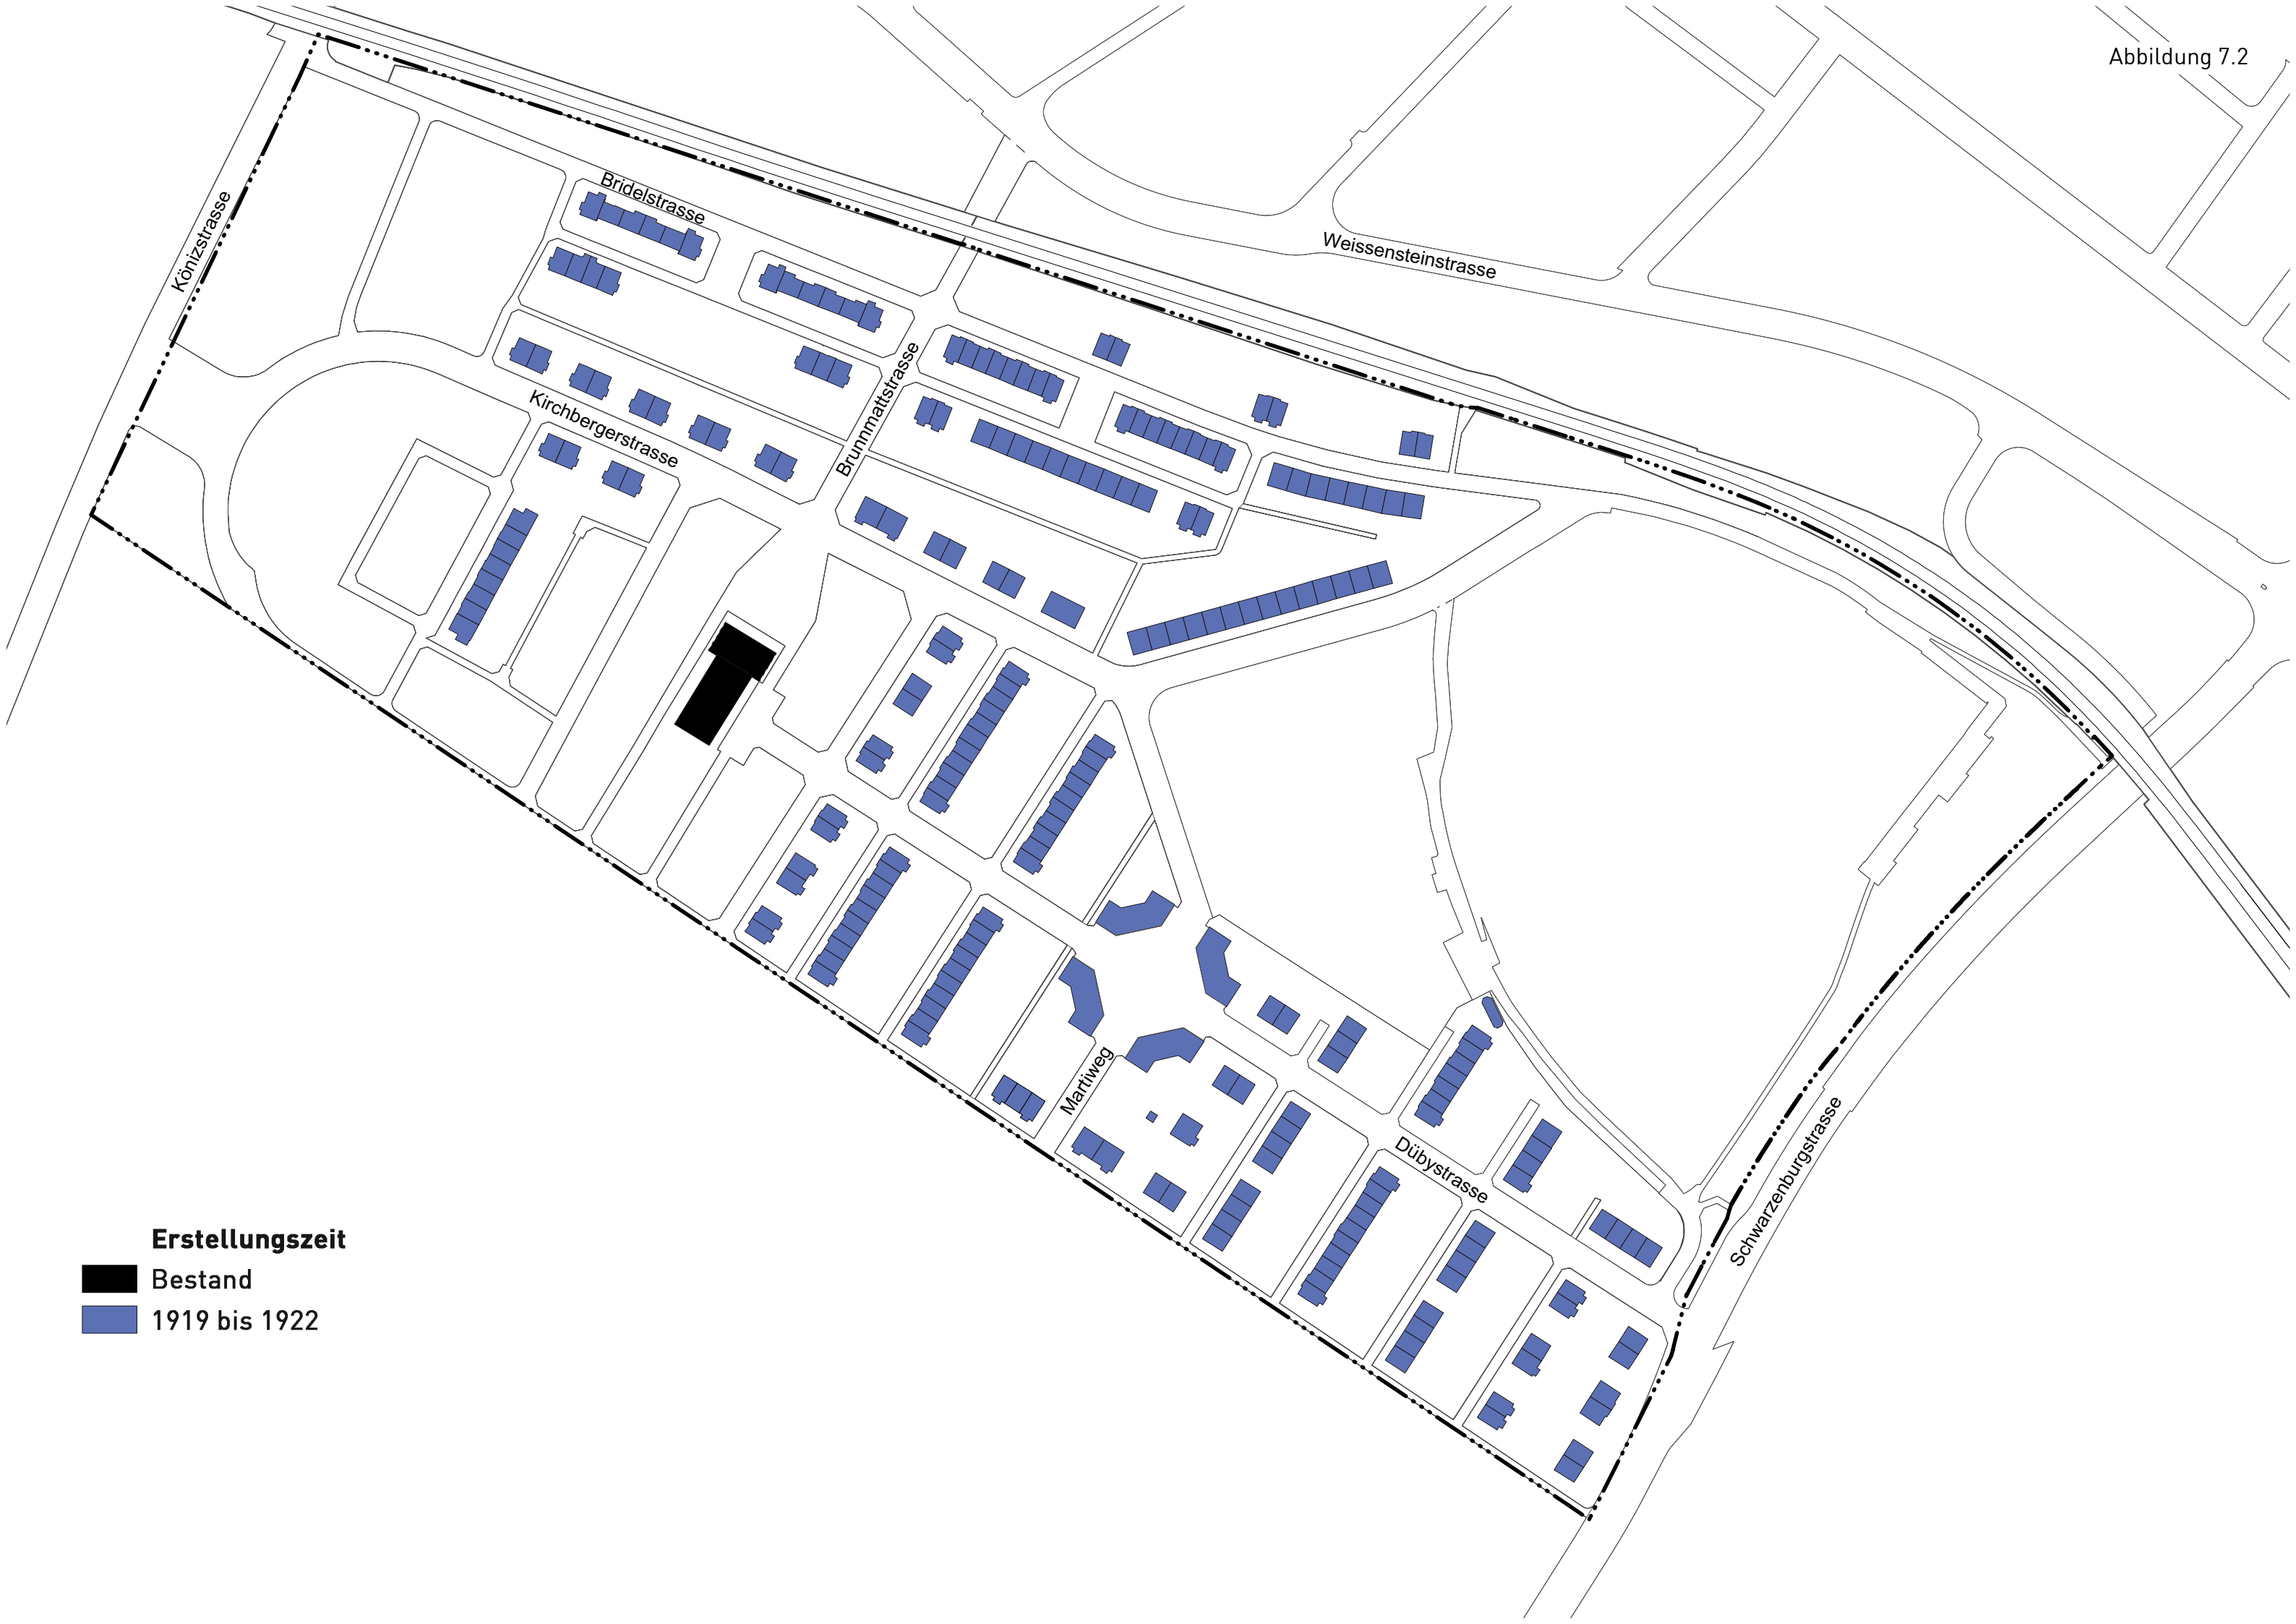 Abbildung 7.2
Bridelstrasse
Könizstrasse
Weissensteinstrasse
Brunnmattstrasse
Kirchbergerstrasse
Martiweg
Dübystrasse
Schwarzenburgstrasse
Erstellungszeit
Bestand
1919 bis 1922